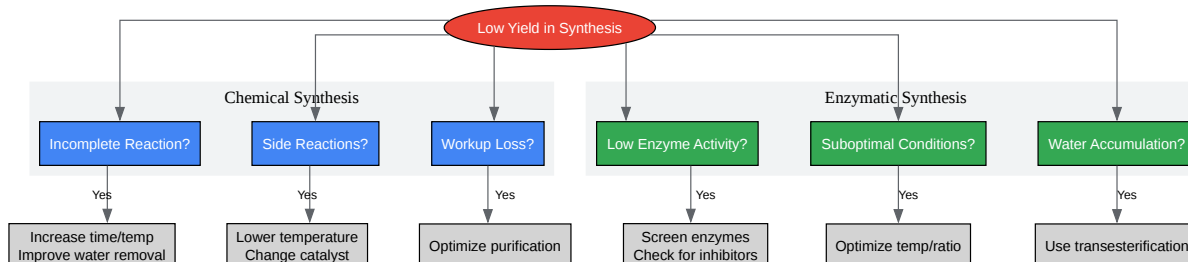 Low Yield in Synthesis
Chemical Synthesis
Enzymatic Synthesis
Incomplete Reaction?
Side Reactions?
Workup Loss?
Low Enzyme Activity?
Suboptimal Conditions?
Water Accumulation?
Yes
Yes
Yes
Yes
Yes
Yes
Increase time/temp
Improve water removal
Lower temperature
Change catalyst
Optimize purification
Screen enzymes
Check for inhibitors
Optimize temp/ratio
Use transesterification